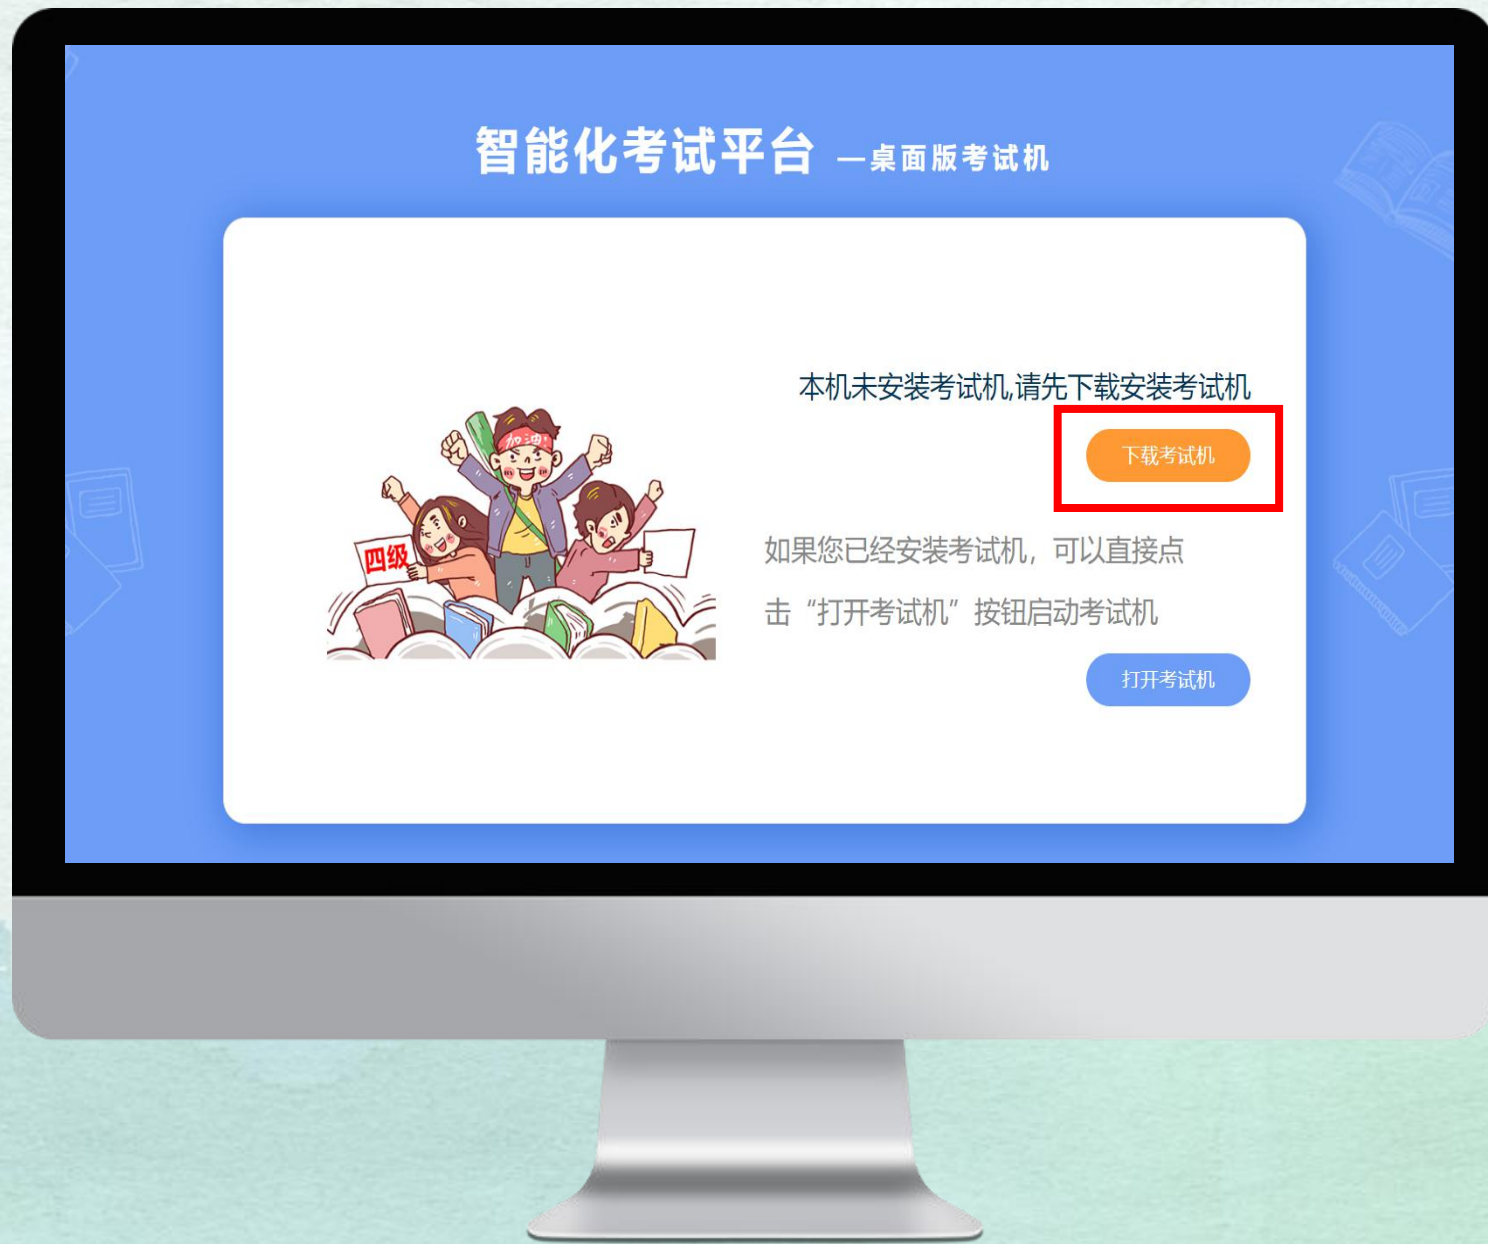 智能化考试平台 —桌面版考试机
本机未安装考试机,请先下载安装考试机
下载考试机
加油!
四级
如果您已经安装考试机，可以直接点
击“打开考试机”按钮启动考试机
打开考试机